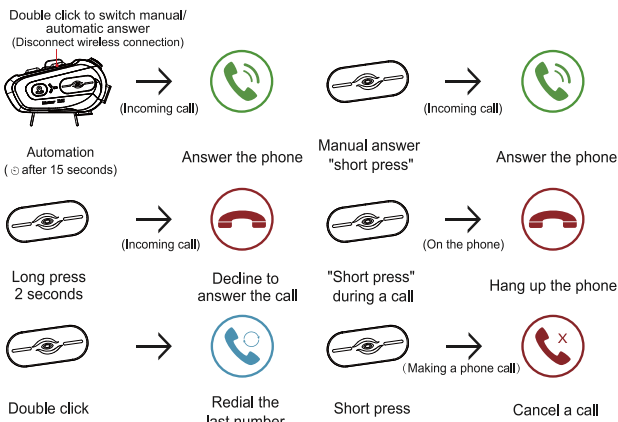 Double click to switch manual/
automatic answer
(Disconnect wireless connection)
(Incoming call)
(Incoming call)
Automation
(after 15 seconds)
Answer the phone
Manual answer
"short press"
Answer the phone
(Incoming call)
(On the phone)
Long press
2 seconds
Decline to
answer the call
"Short press"
during a call
Hang up the phone
X
(Making a phone call)
Double click
Redial the
last number
Short press
Cancel a call